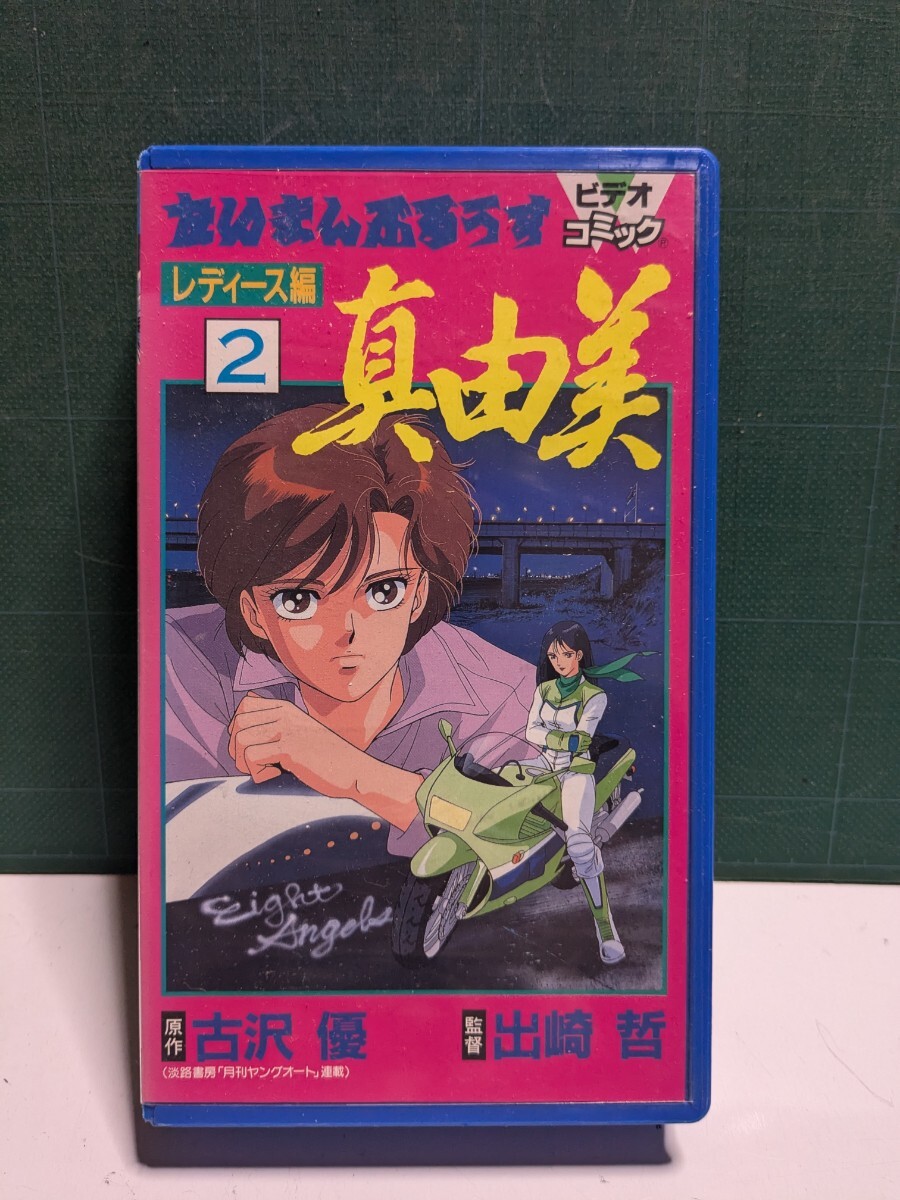 たいまんぶるうす
ビデオ
コミック®
レディース編
2
真由美
Eight
Angels
原作 古沢 優
監督 出崎 哲
(淡路書房「月刊ヤングオート」連載)